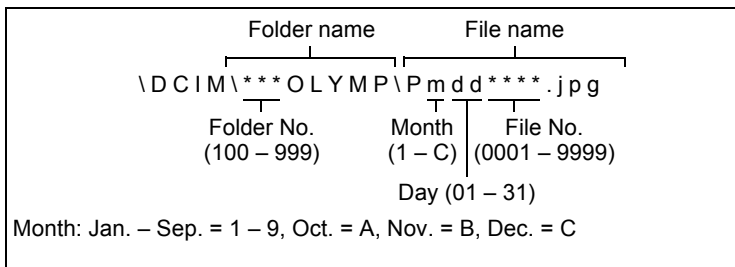 Folder name File name
\DCIM\***OLYMP\Pmdd****.jpg
Folder No. Month File No.
(100 – 999) (1 – C) (0001 – 9999)
Day (01 – 31)
Month: Jan. – Sep. = 1 – 9, Oct. = A, Nov. = B, Dec. = C